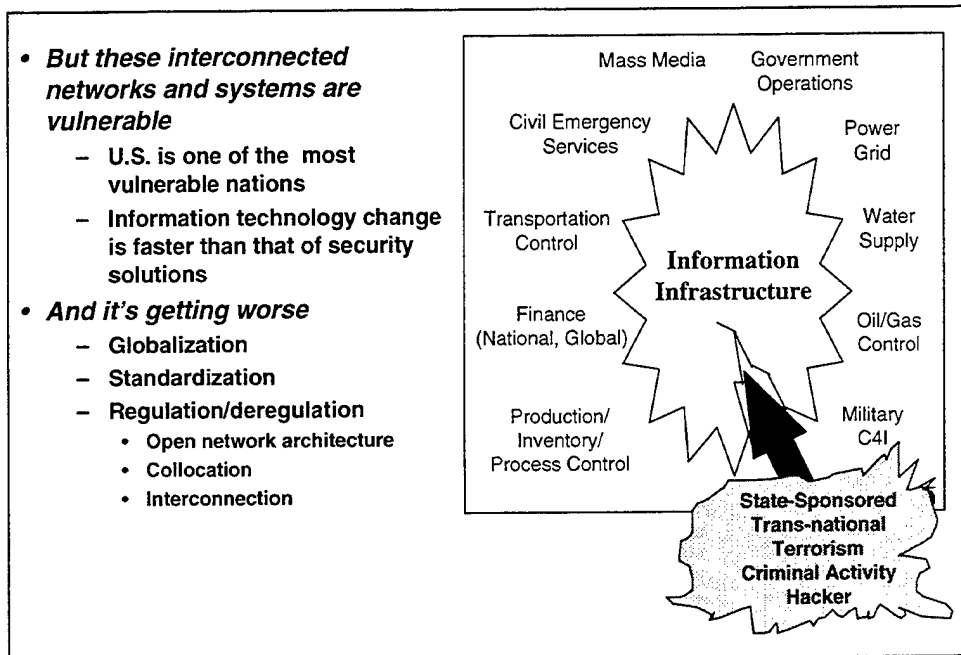 • But these interconnected
networks and systems are
vulnerable
– U.S. is one of the most
vulnerable nations
– Information technology change
is faster than that of security
solutions
• And it's getting worse
– Globalization
– Standardization
– Regulation/deregulation
• Open network architecture
• Collocation
• Interconnection
Mass Media
Government
Operations
Civil Emergency
Services
Power
Grid
Transportation
Control
Water
Supply
Information
Infrastructure
Finance
(National, Global)
Oil/Gas
Control
Production/
Inventory/
Process Control
Military
C4I
State-Sponsored
Trans-national
Terrorism
Criminal Activity
Hacker